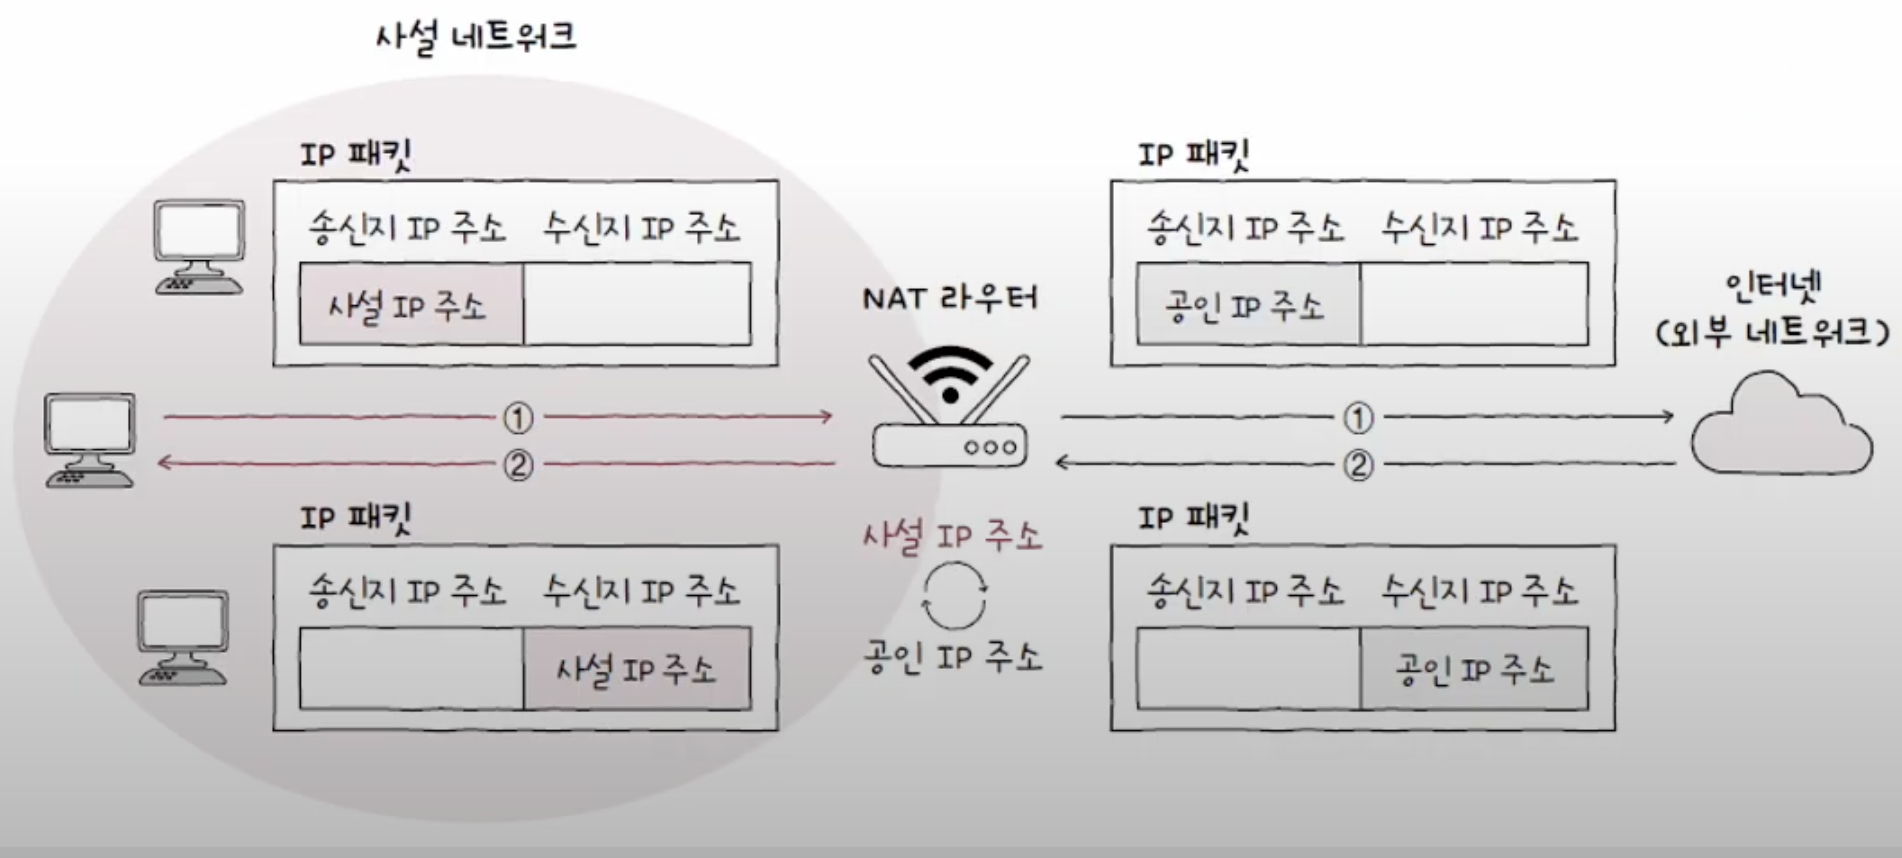 사설 네트워크
IP 패킷
송신지 IP 주소 수신지 IP 주소
사설 IP 주소
NAT 라우터
IP 패킷
송신지 IP 주소 수신지 IP 주소
공인 IP 주소
인터넷
(외부 네트워크)
① ①
② ②
IP 패킷
송신지 IP 주소 수신지 IP 주소
사설 IP 주소
사설 IP 주소
공인 IP 주소
IP 패킷
송신지 IP 주소 수신지 IP 주소
공인 IP 주소